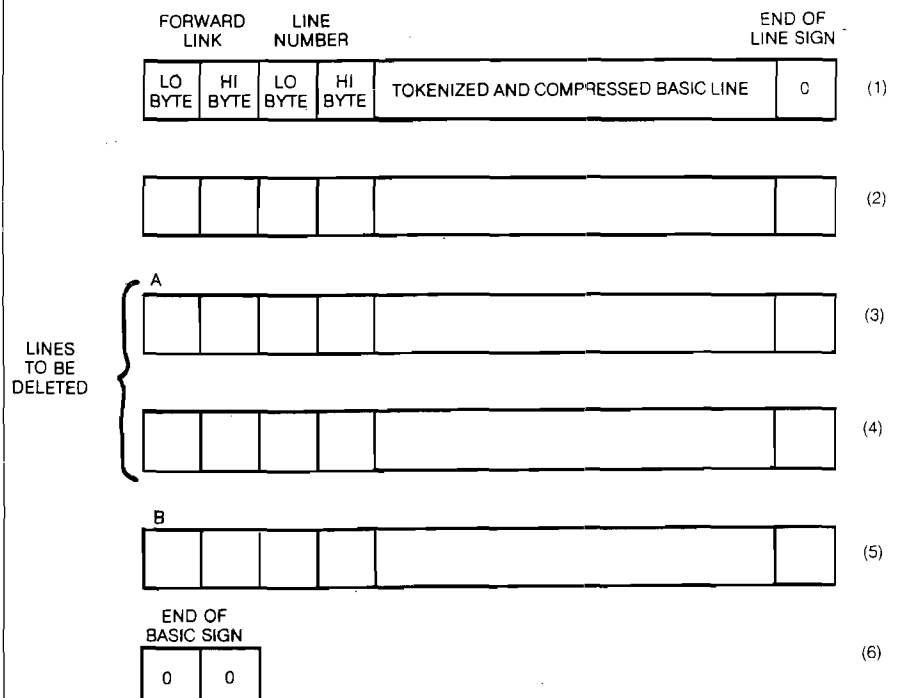 FORWARD LINK
LINE NUMBER
END OF LINE SIGN
LO BYTE
HI BYTE
LO BYTE
HI BYTE
TOKENIZED AND COMPRESSED BASIC LINE
0
(1)
(2)
A
(3)
LINES TO BE DELETED
(4)
B
(5)
END OF BASIC SIGN
0
0
(6)